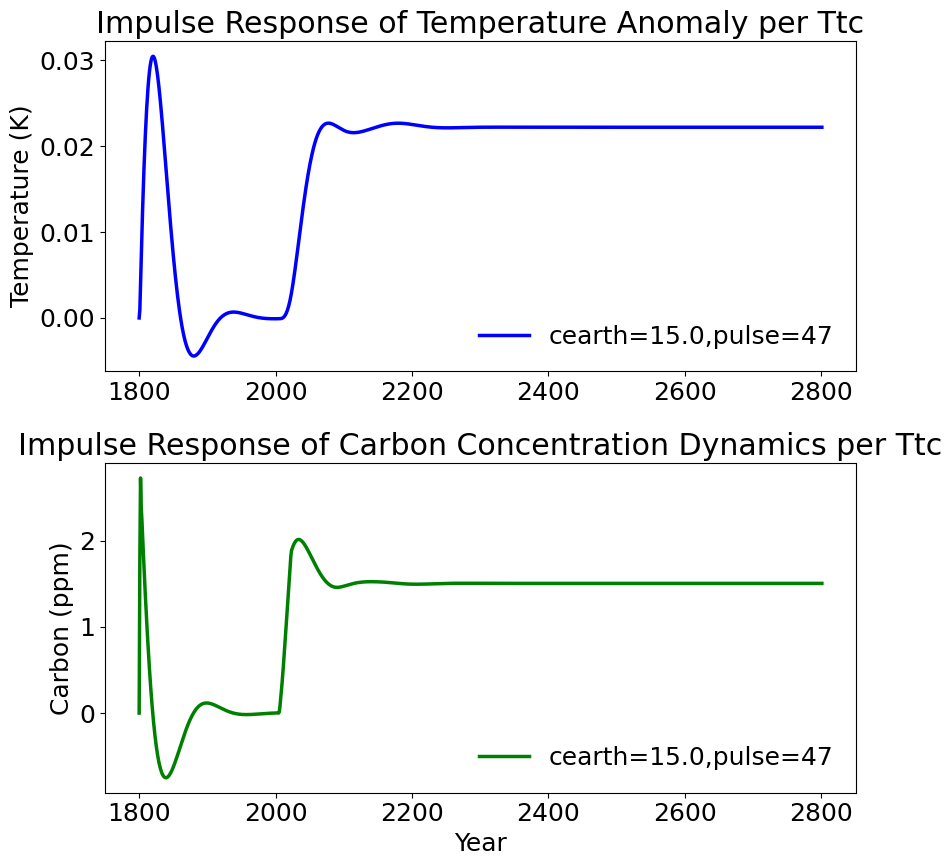 Impulse Response of Temperature Anomaly per Ttc
Temperature (K)
0.03
0.02
0.01
0.00
cearth=15.0,pulse=47
1800 2000 2200 2400 2600 2800
Impulse Response of Carbon Concentration Dynamics per Ttc
Carbon (ppm)
2
1
0
cearth=15.0,pulse=47
1800 2000 2200 2400 2600 2800
Year